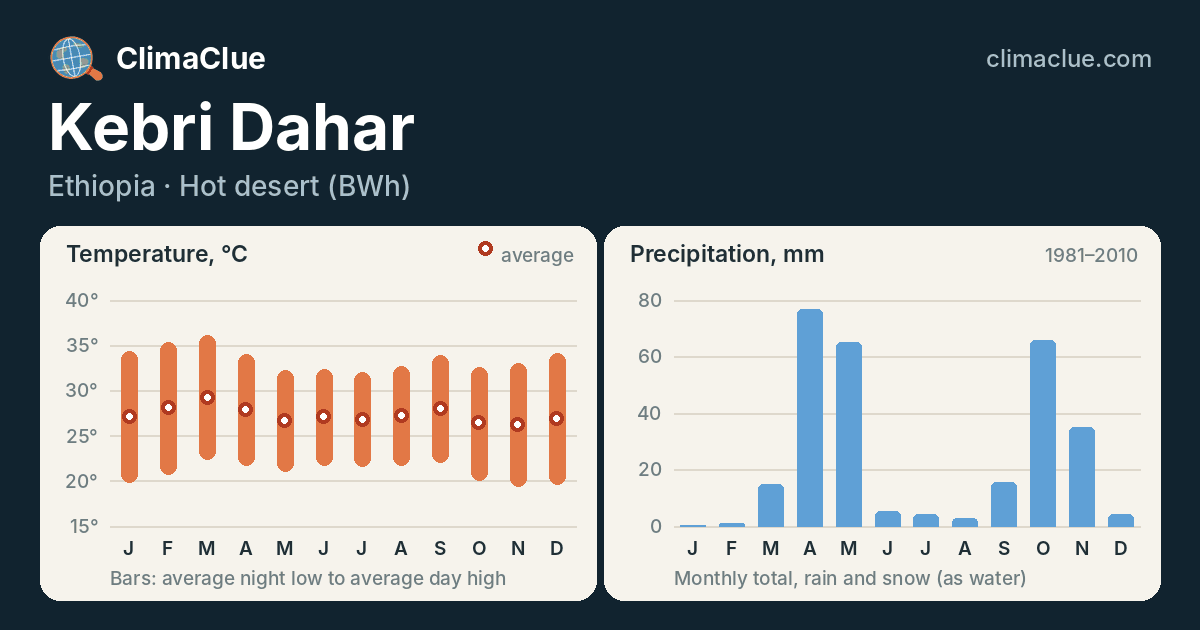 ClimaClue
climaclue.com
Kebri Dahar
Ethiopia · Hot desert (BWh)
Temperature, °C
average
40°
35°
30°
25°
20°
15°
J F M A M J J A S O N D
Bars: average night low to average day high
Precipitation, mm
1981–2010
80
60
40
20
0
J F M A M J J A S O N D
Monthly total, rain and snow (as water)